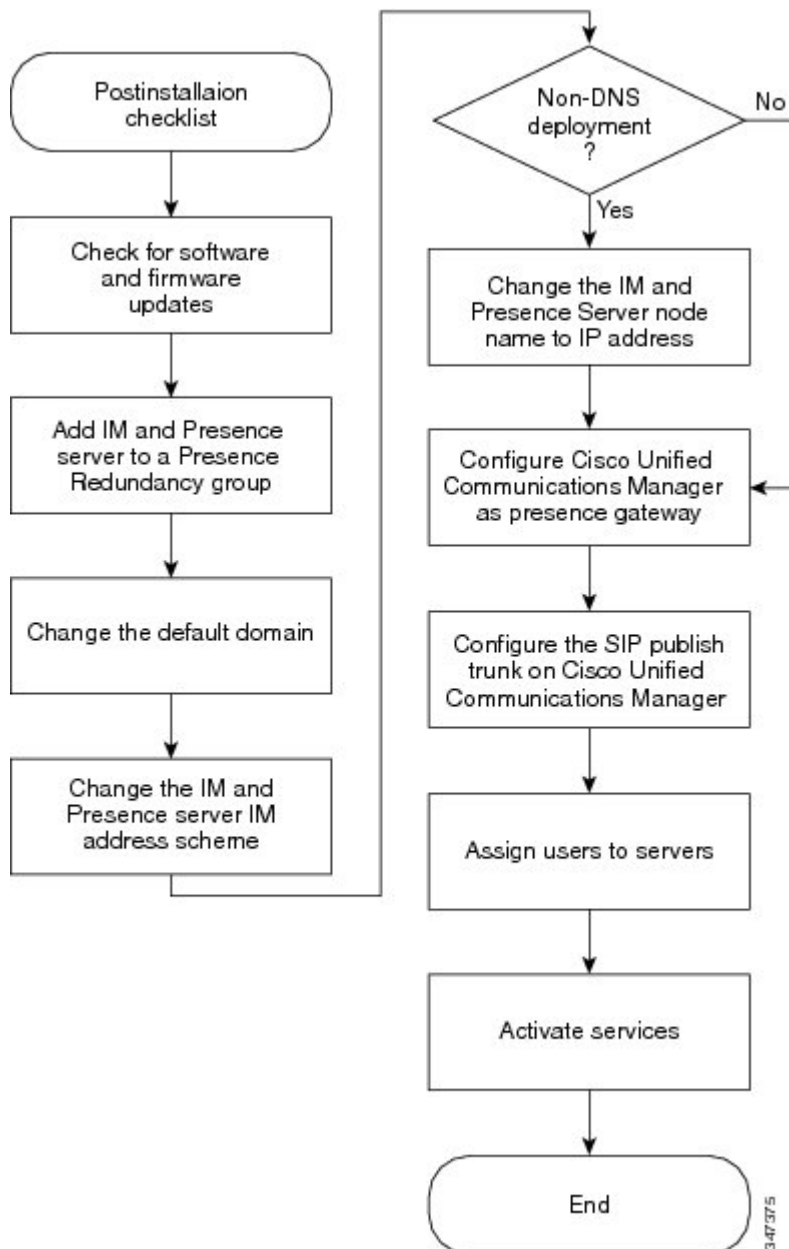 Postinstallaion
checklist
Check for software
and firmware
updates
Add IM and Presence
server to a Presence
Redundancy group
Change the default domain
Change the IM and
Presence server IM
address scheme
Non-DNS
deployment
?
No
Yes
Change the IM and
Presence Server node
name to IP address
Configure Cisco Unified
Communications Manager
as presence gateway
Configure the SIP publish
trunk on Cisco Unified
Communications Manager
Assign users to servers
Activate services
End
347375